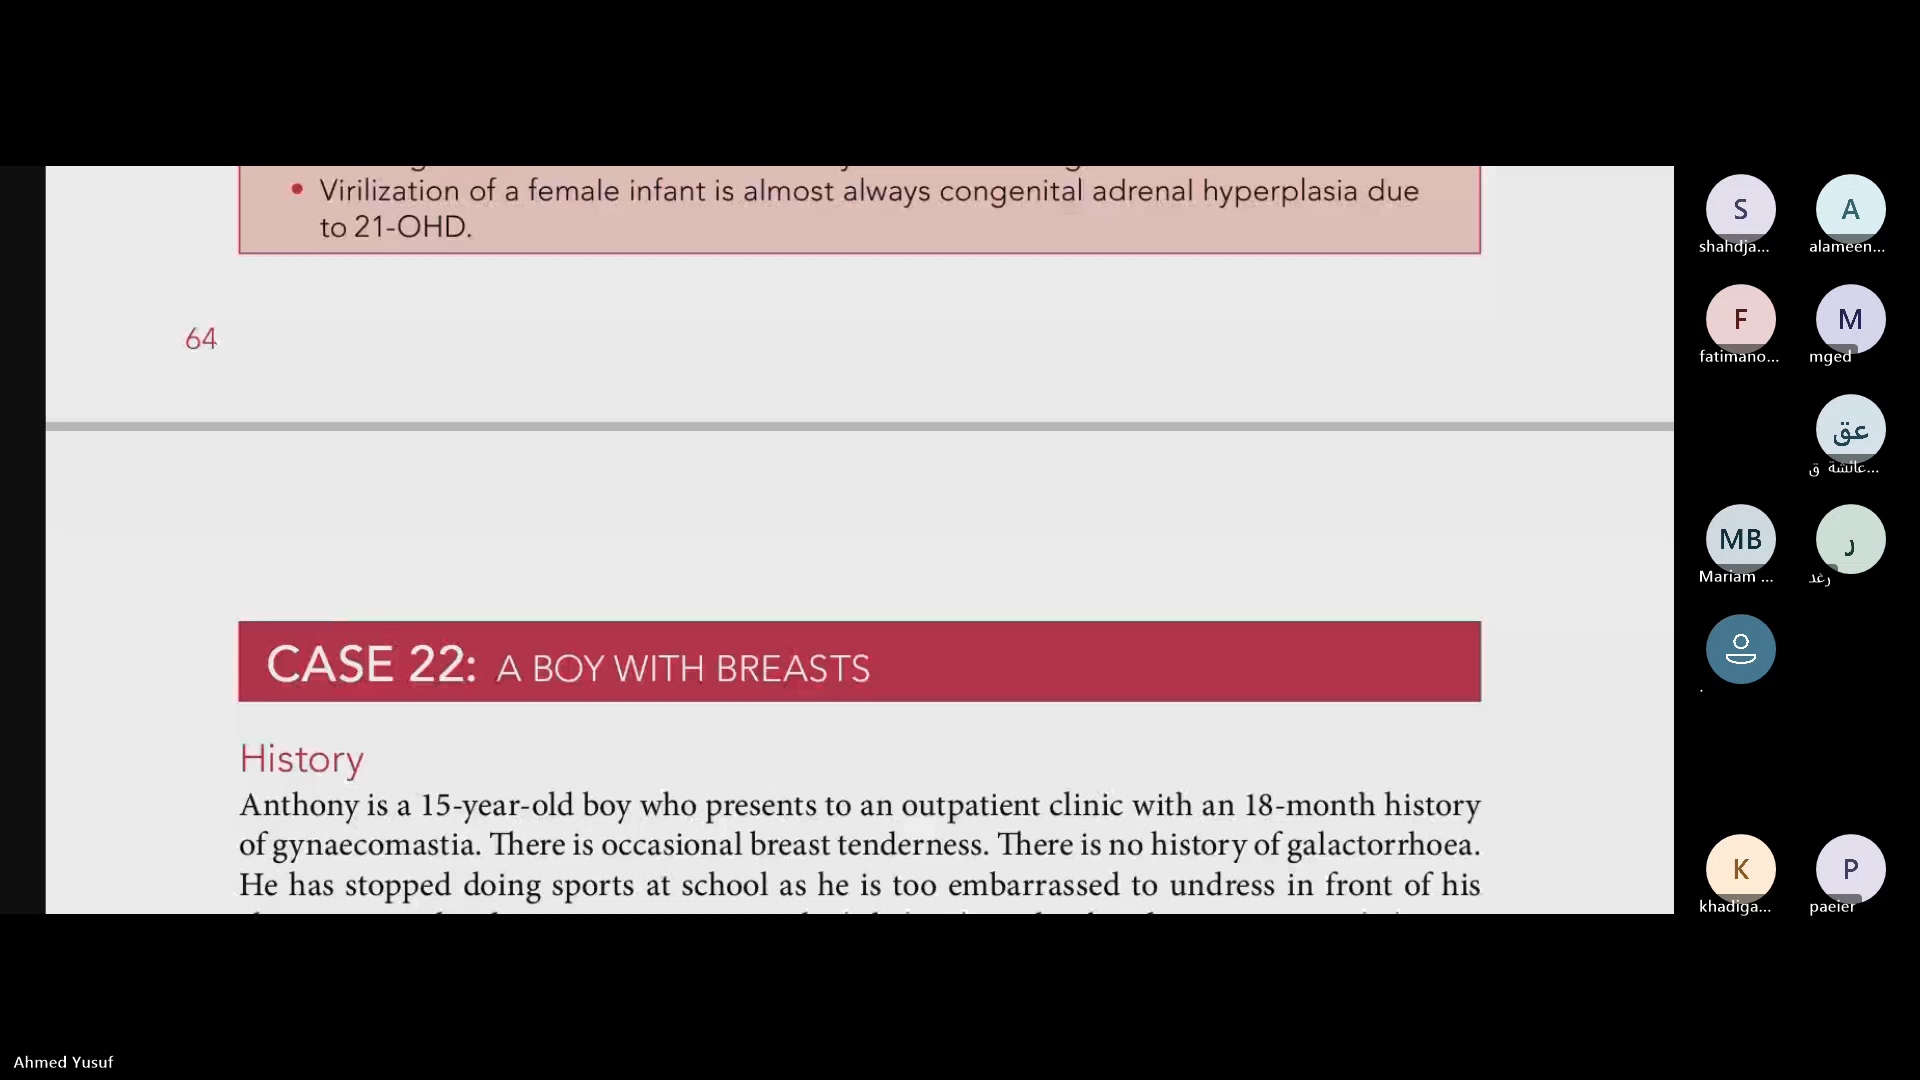 • Virilization of a female infant is almost always congenital adrenal hyperplasia due
to 21-OHD.
64
CASE 22: A BOY WITH BREASTS
History
Anthony is a 15-year-old boy who presents to an outpatient clinic with an 18-month history
of gynaecomastia. There is occasional breast tenderness. There is no history of galactorrhoea.
He has stopped doing sports at school as he is too embarrassed to undress in front of his
S
shahdja...
A
alameen...
F
fatimano...
M
mged
عق
عائشة ق...
MB
Mariam ...
ر
رغد
.
K
khadiga...
P
paeier
Ahmed Yusuf